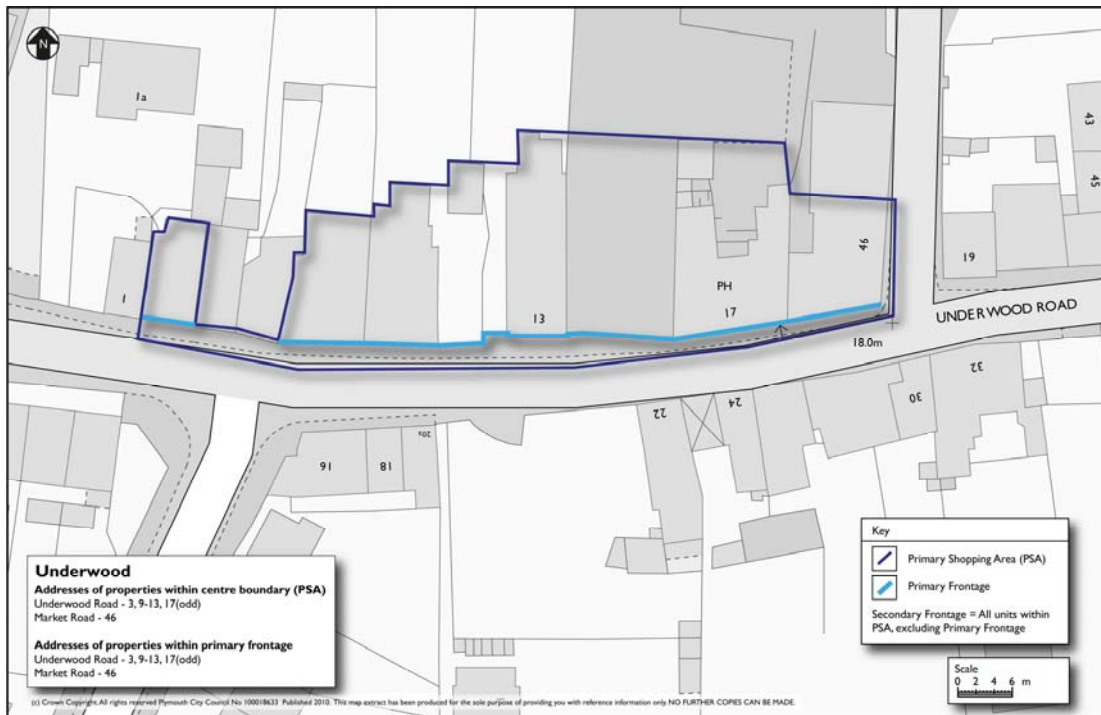 N
1a
43
45
1
46
19
PH
13
17
UNDERWOOD ROAD
18.0m
32
30
24
22
20a
18
16
Underwood
Addresses of properties within centre boundary (PSA)
Underwood Road - 3, 9-13, 17(odd)
Market Road - 46
Addresses of properties within primary frontage
Underwood Road - 3, 9-13, 17(odd)
Market Road - 46
Key
Primary Shopping Area (PSA)
Primary Frontage
Secondary Frontage = All units within
PSA, excluding Primary Frontage
Scale
0 2 4 6 m
(c) Crown Copyright. All rights reserved Plymouth City Council No 100018633 Published 2010. This map extract has been produced for the sole purpose of providing you with reference information only. NO FURTHER COPIES CAN BE MADE.